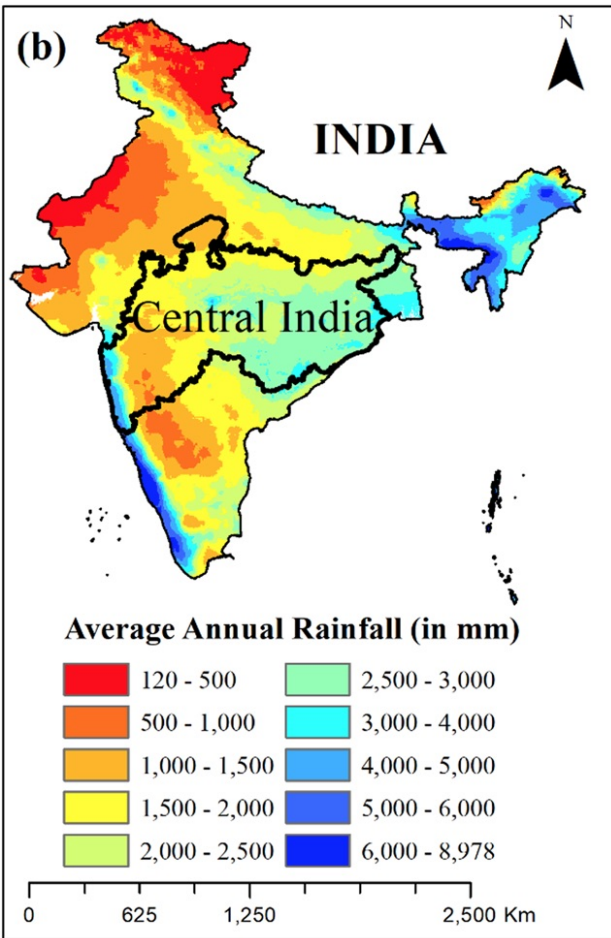 (b)
N
INDIA
Central India
Average Annual Rainfall (in mm)
120 - 500
500 - 1,000
1,000 - 1,500
1,500 - 2,000
2,000 - 2,500
2,500 - 3,000
3,000 - 4,000
4,000 - 5,000
5,000 - 6,000
6,000 - 8,978
0 625 1,250 2,500 Km